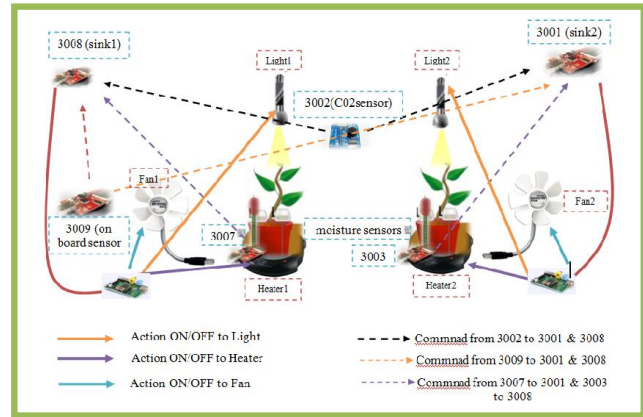 3008 (sink1)
Light1
Light2
3001 (sink2)
3002(C02sensor)
Fan1
Fan2
3009 (on
board sensor
3007
moisture sensors
3003
Heater1
Heater2
Action ON/OFF to Light
Action ON/OFF to Heater
Action ON/OFF to Fan
Commnad from 3002 to 3001 & 3008
Commnad from 3009 to 3001 & 3008
Commnad from 3007 to 3001 & 3003
to 3008